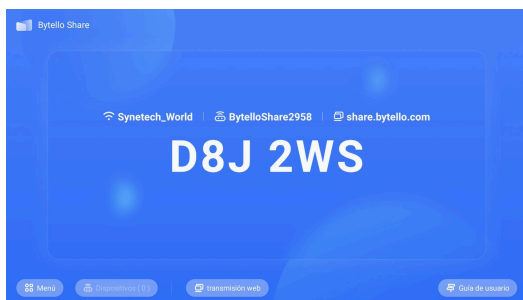 Bytello Share
Synetech_World BytelloShare2958 share.bytello.com
D8J 2WS
Menú Dispositivos ( 0 ) transmisión web Guía de usuario